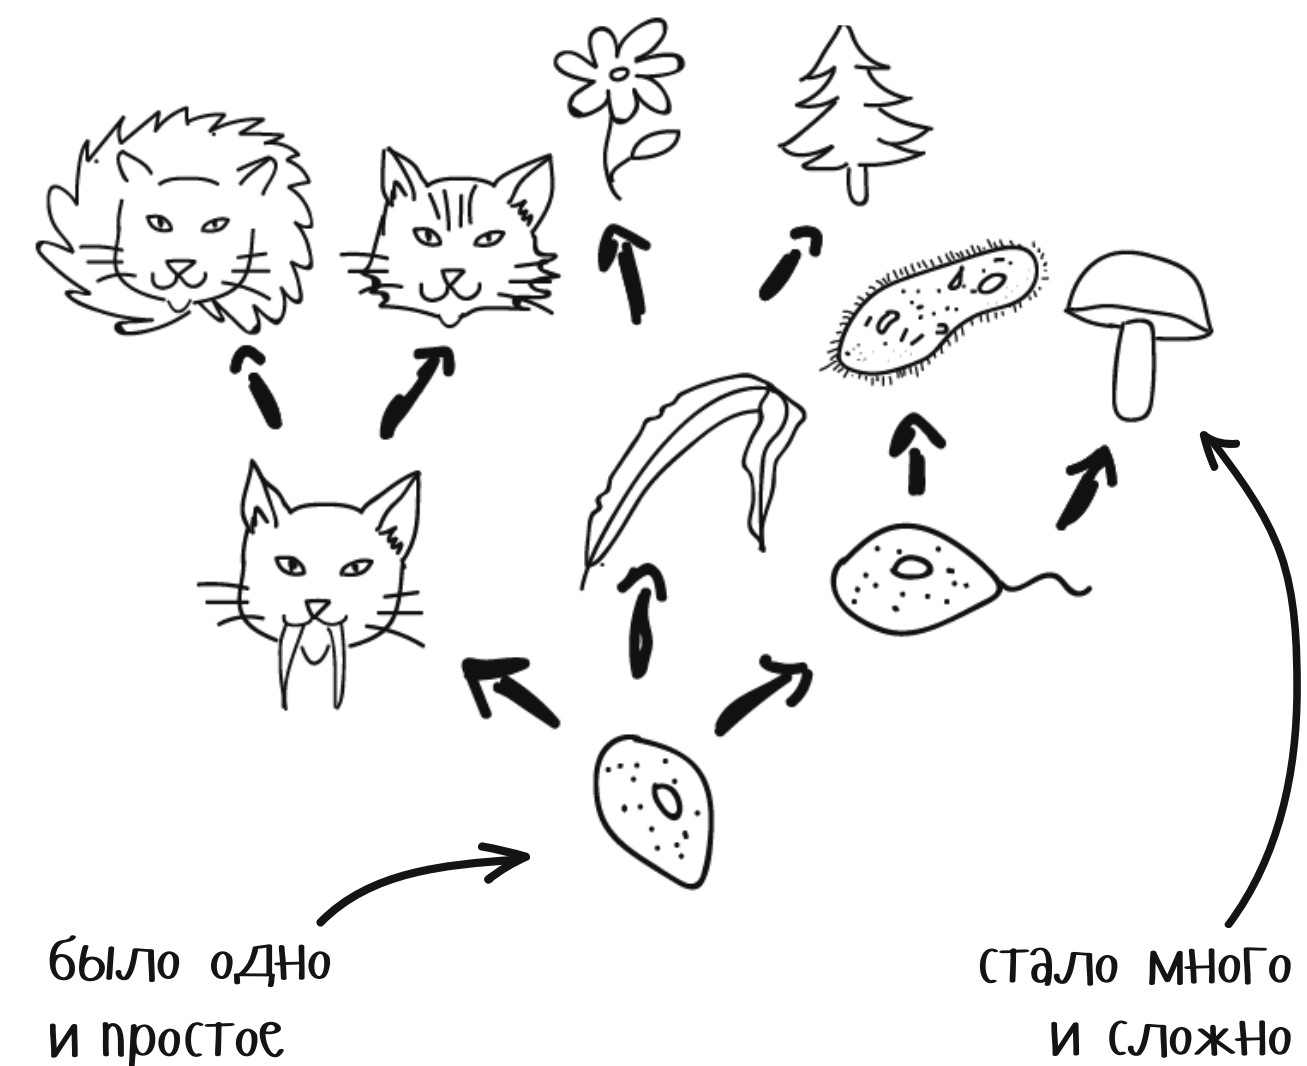 было одно
и простое
стало много
и сложно